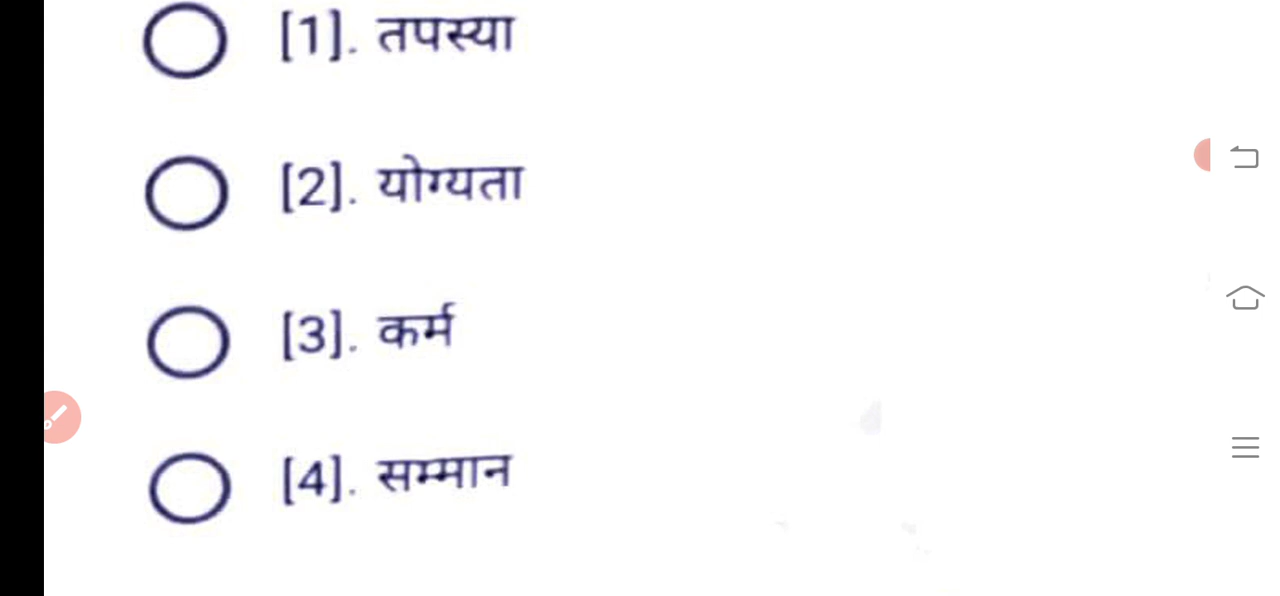 [1]. तपस्या
[2]. योग्यता
[3]. कर्म
[4]. सम्मान